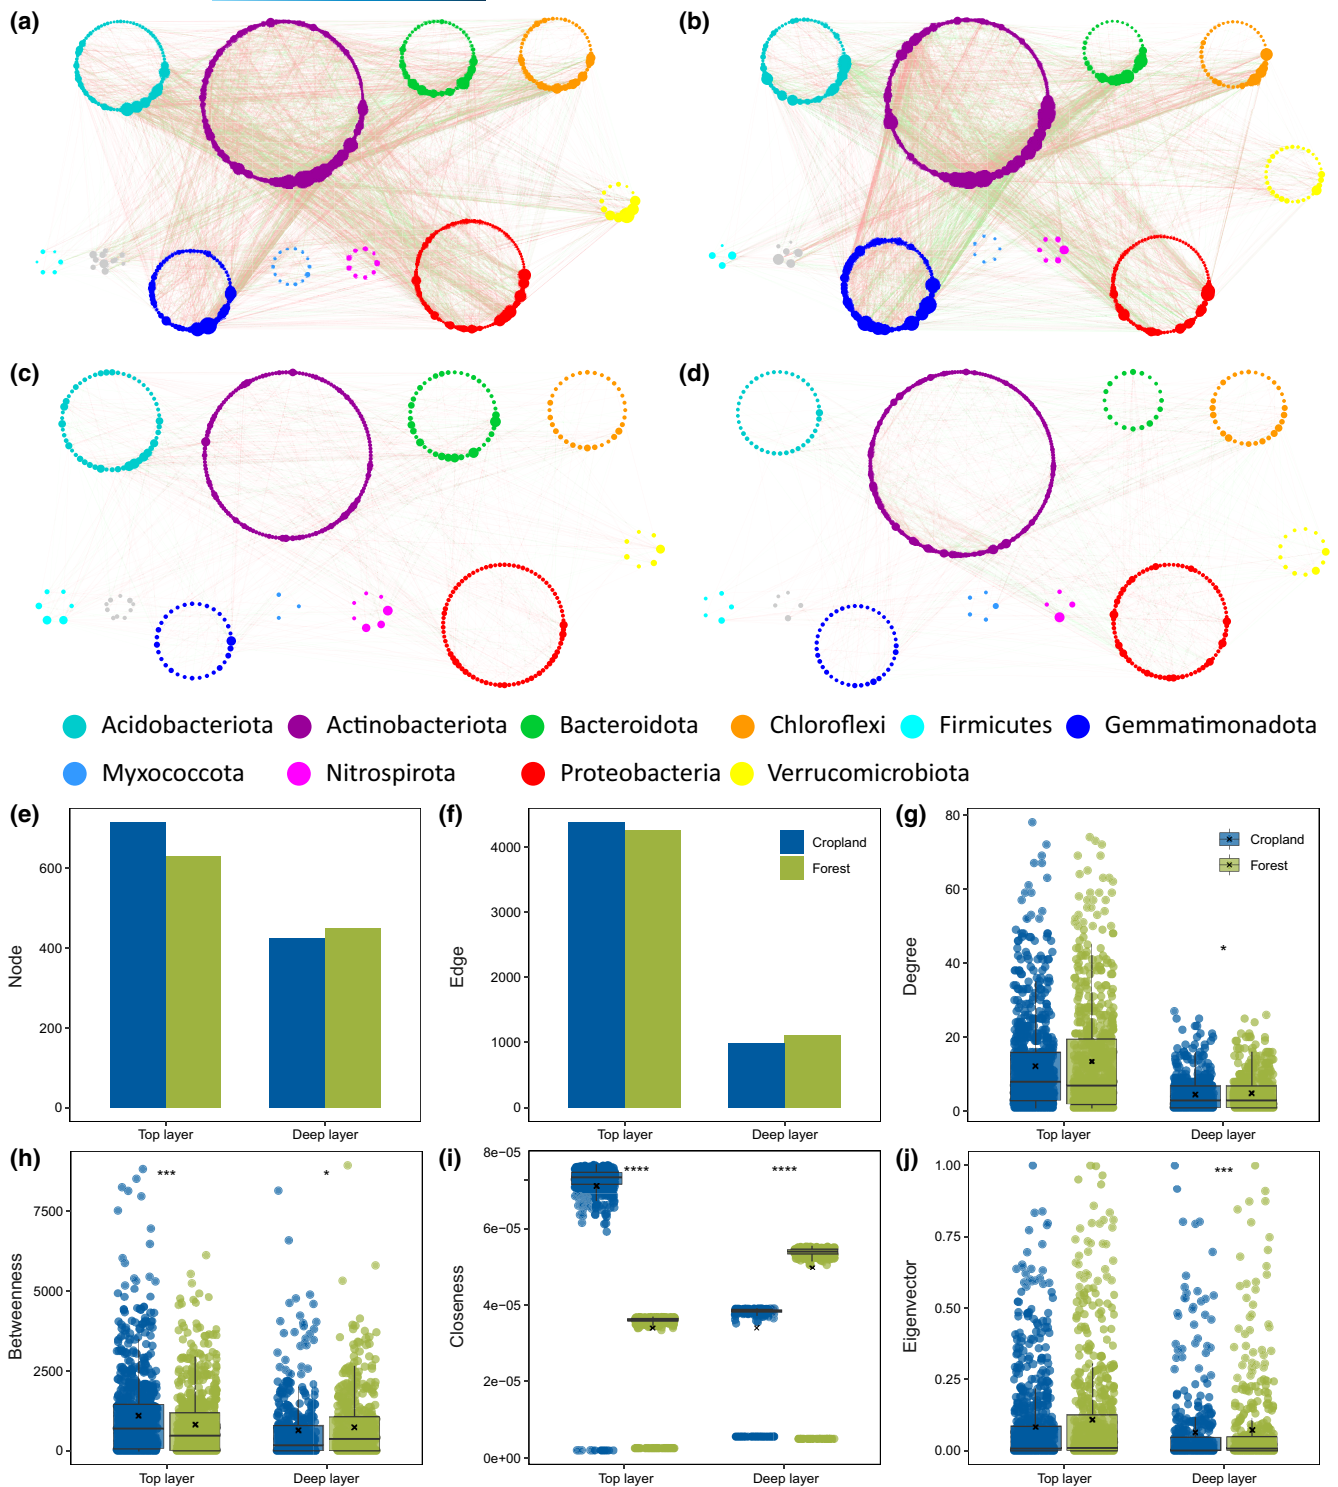 (a)
(b)
(c)
(d)
Acidobacteriota
Actinobacteriota
Bacteroidota
Chloroflexi
Firmicutes
Gemmatimonadota
Myxococcota
Nitrospirota
Proteobacteria
Verrucomicrobiota
(e)
Node
600
400
200
0
Top layer
Deep layer
(f)
Edge
4000
3000
2000
1000
0
Cropland
Forest
Top layer
Deep layer
(g)
Degree
80
60
40
20
0
Cropland
Forest
*
Top layer
Deep layer
(h)
Betweenness
7500
5000
2500
0
***
*
Top layer
Deep layer
(i)
Closeness
8e-05
6e-05
4e-05
2e-05
0e+00
****
****
Top layer
Deep layer
(j)
Eigenvector
1.00
0.75
0.50
0.25
0.00
***
Top layer
Deep layer